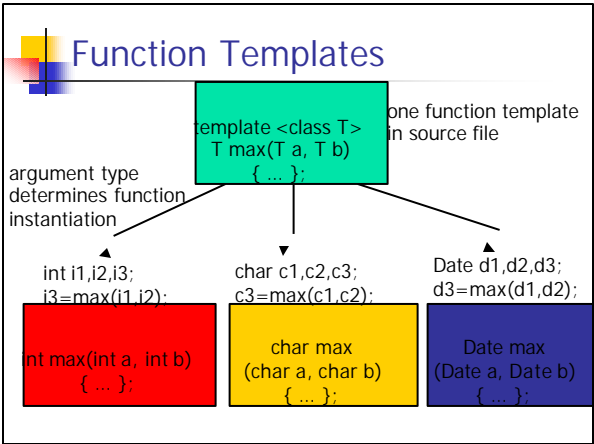 Function Templates
template <class T>
T max(T a, T b)
{ ... };
one function template
in source file
argument type
determines function
instantiation
int i1,i2,i3;
i3=max(i1,i2);
char c1,c2,c3;
c3=max(c1,c2);
Date d1,d2,d3;
d3=max(d1,d2);
int max(int a, int b)
{ ... };
char max
(char a, char b)
{ ... };
Date max
(Date a, Date b)
{ ... };